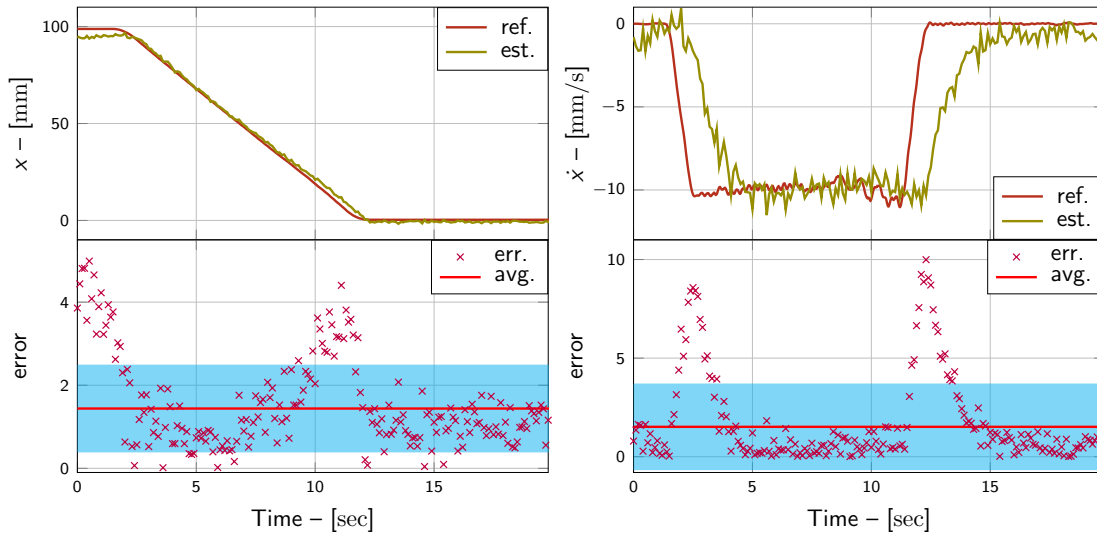 100
50
0
x – [mm]
ref.
est.
4
2
0
error
err.
avg.
0
5
10
15
Time – [sec]
0
−5
−10
ẋ – [mm/s]
ref.
est.
10
5
0
error
err.
avg.
0
5
10
15
Time – [sec]